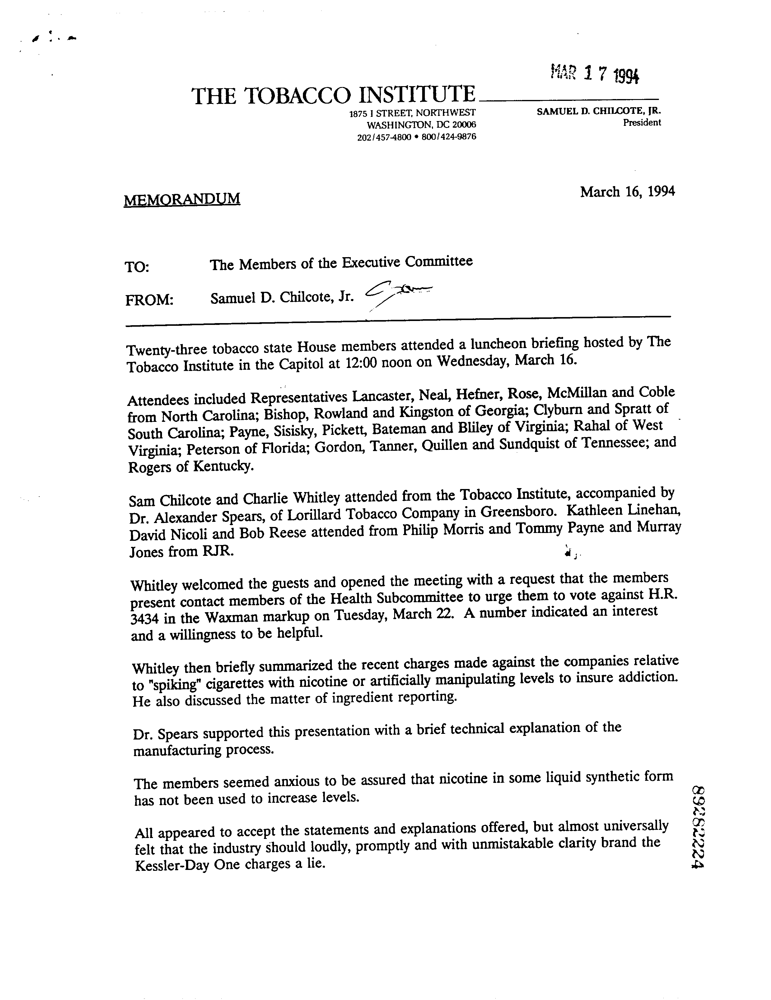 MAR 17 1994
THE TOBACCO INSTITUTE
1875 I STREET, NORTHWEST
WASHINGTON, DC 20006
202/457-4800 • 800/424-9876
SAMUEL D. CHILCOTE, JR.
President
MEMORANDUM
March 16, 1994
TO: The Members of the Executive Committee
FROM: Samuel D. Chilcote, Jr.
Twenty-three tobacco state House members attended a luncheon briefing hosted by The
Tobacco Institute in the Capitol at 12:00 noon on Wednesday, March 16.
Attendees included Representatives Lancaster, Neal, Hefner, Rose, McMillan and Coble
from North Carolina; Bishop, Rowland and Kingston of Georgia; Clyburn and Spratt of
South Carolina; Payne, Sisisky, Pickett, Bateman and Bliley of Virginia; Rahal of West
Virginia; Peterson of Florida; Gordon, Tanner, Quillen and Sundquist of Tennessee; and
Rogers of Kentucky.
Sam Chilcote and Charlie Whitley attended from the Tobacco Institute, accompanied by
Dr. Alexander Spears, of Lorillard Tobacco Company in Greensboro. Kathleen Linehan,
David Nicoli and Bob Reese attended from Philip Morris and Tommy Payne and Murray
Jones from RJR.
Whitley welcomed the guests and opened the meeting with a request that the members
present contact members of the Health Subcommittee to urge them to vote against H.R.
3434 in the Waxman markup on Tuesday, March 22. A number indicated an interest
and a willingness to be helpful.
Whitley then briefly summarized the recent charges made against the companies relative
to "spiking" cigarettes with nicotine or artificially manipulating levels to insure addiction.
He also discussed the matter of ingredient reporting.
Dr. Spears supported this presentation with a brief technical explanation of the
manufacturing process.
The members seemed anxious to be assured that nicotine in some liquid synthetic form
has not been used to increase levels.
All appeared to accept the statements and explanations offered, but almost universally
felt that the industry should loudly, promptly and with unmistakable clarity brand the
Kessler-Day One charges a lie.
89282224